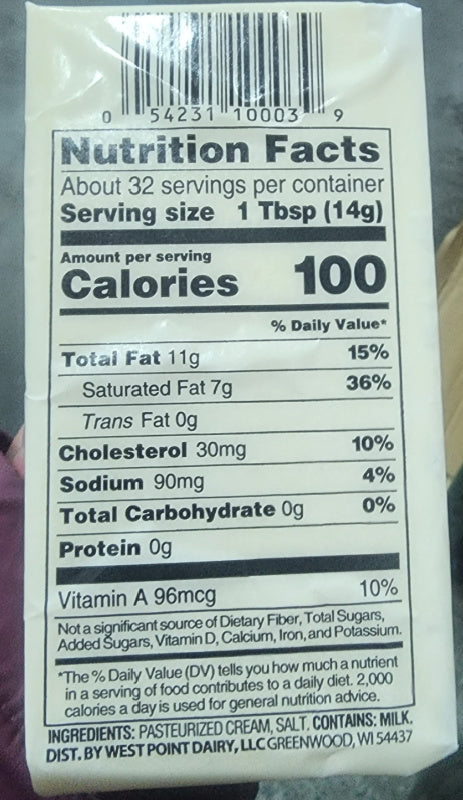 0 54231 10003 9
Nutrition Facts
About 32 servings per container
Serving size 1 Tbsp (14g)
Amount per serving
Calories 100
% Daily Value*
Total Fat 11g 15%
Saturated Fat 7g 36%
Trans Fat 0g
Cholesterol 30mg 10%
Sodium 90mg 4%
Total Carbohydrate 0g 0%
Protein 0g
Vitamin A 96mcg 10%
Not a significant source of Dietary Fiber, Total Sugars,
Added Sugars, Vitamin D, Calcium, Iron, and Potassium.
*The % Daily Value (DV) tells you how much a nutrient
in a serving of food contributes to a daily diet. 2,000
calories a day is used for general nutrition advice.
INGREDIENTS: PASTEURIZED CREAM, SALT. CONTAINS: MILK.
DIST. BY WEST POINT DAIRY, LLC GREENWOOD, WI 54437